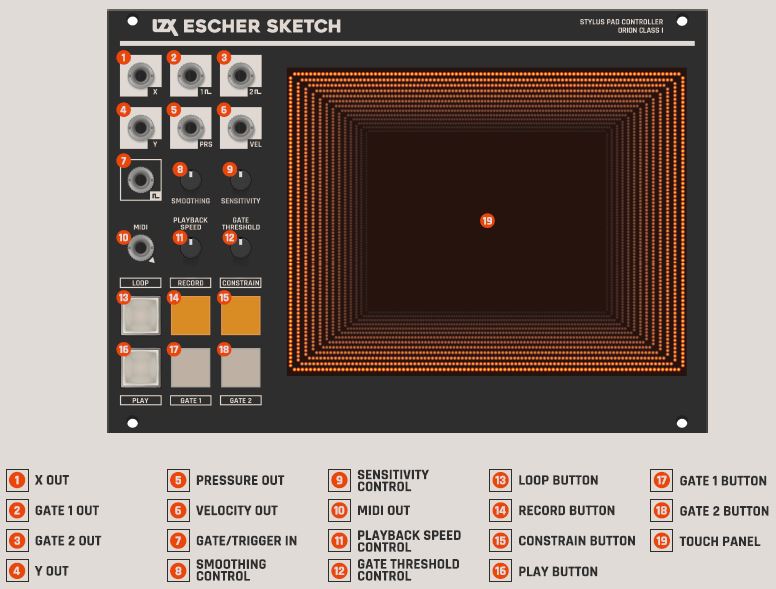 LZX ESCHER SKETCH
STYLUS PAD CONTROLLER
ORION CLASS I
1 2 3
X 1 2
4 5 6
Y PRS VEL
7
8 9
SMOOTHING SENSITIVITY
MIDI PLAYBACK SPEED GATE THRESHOLD
10 11 12
19
LOOP RECORD CONSTRAIN
13 14 15
16 17 18
PLAY GATE 1 GATE 2
1 X OUT
2 GATE 1 OUT
3 GATE 2 OUT
4 Y OUT
5 PRESSURE OUT
6 VELOCITY OUT
7 GATE/TRIGGER IN
8 SMOOTHING
CONTROL
9 SENSITIVITY
CONTROL
10 MIDI OUT
11 PLAYBACK SPEED
CONTROL
12 GATE THRESHOLD
CONTROL
13 LOOP BUTTON
14 RECORD BUTTON
15 CONSTRAIN BUTTON
16 PLAY BUTTON
17 GATE 1 BUTTON
18 GATE 2 BUTTON
19 TOUCH PANEL